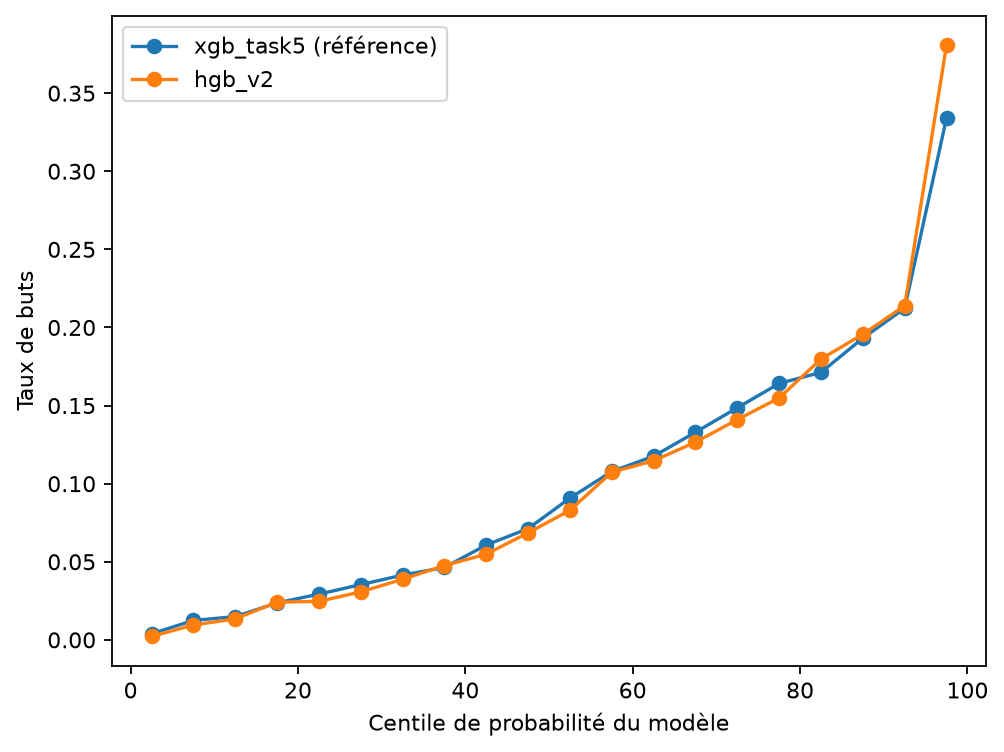 xgb_task5 (référence)
hgb_v2
Taux de buts
0.35
0.30
0.25
0.20
0.15
0.10
0.05
0.00
0 20 40 60 80 100
Centile de probabilité du modèle